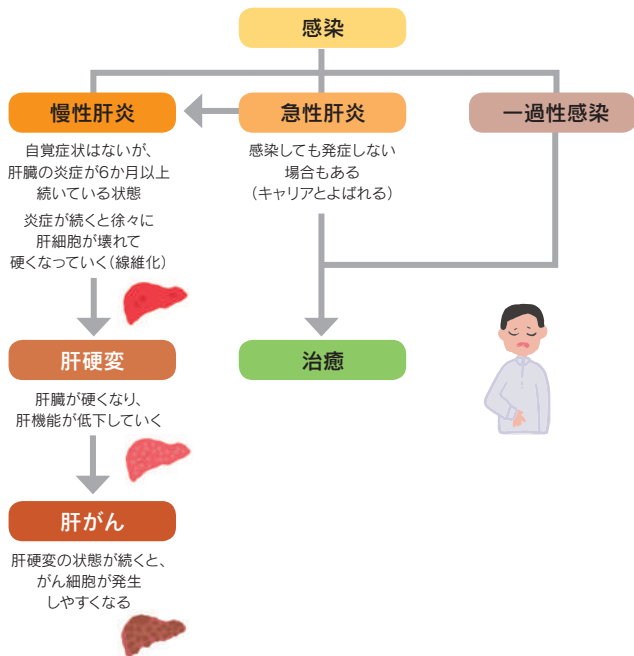 感染
慢性肝炎
自覚症状はないが、
肝臓の炎症が6か月以上
続いている状態
炎症が続くと徐々に
肝細胞が壊れて
硬くなっていく（線維化）
急性肝炎
感染しても発症しない
場合もある
（キャリアとよばれる）
一過性感染
肝硬変
肝臓が硬くなり、
肝機能が低下していく
治癒
肝がん
肝硬変の状態が続くと、
がん細胞が発生
しやすくなる